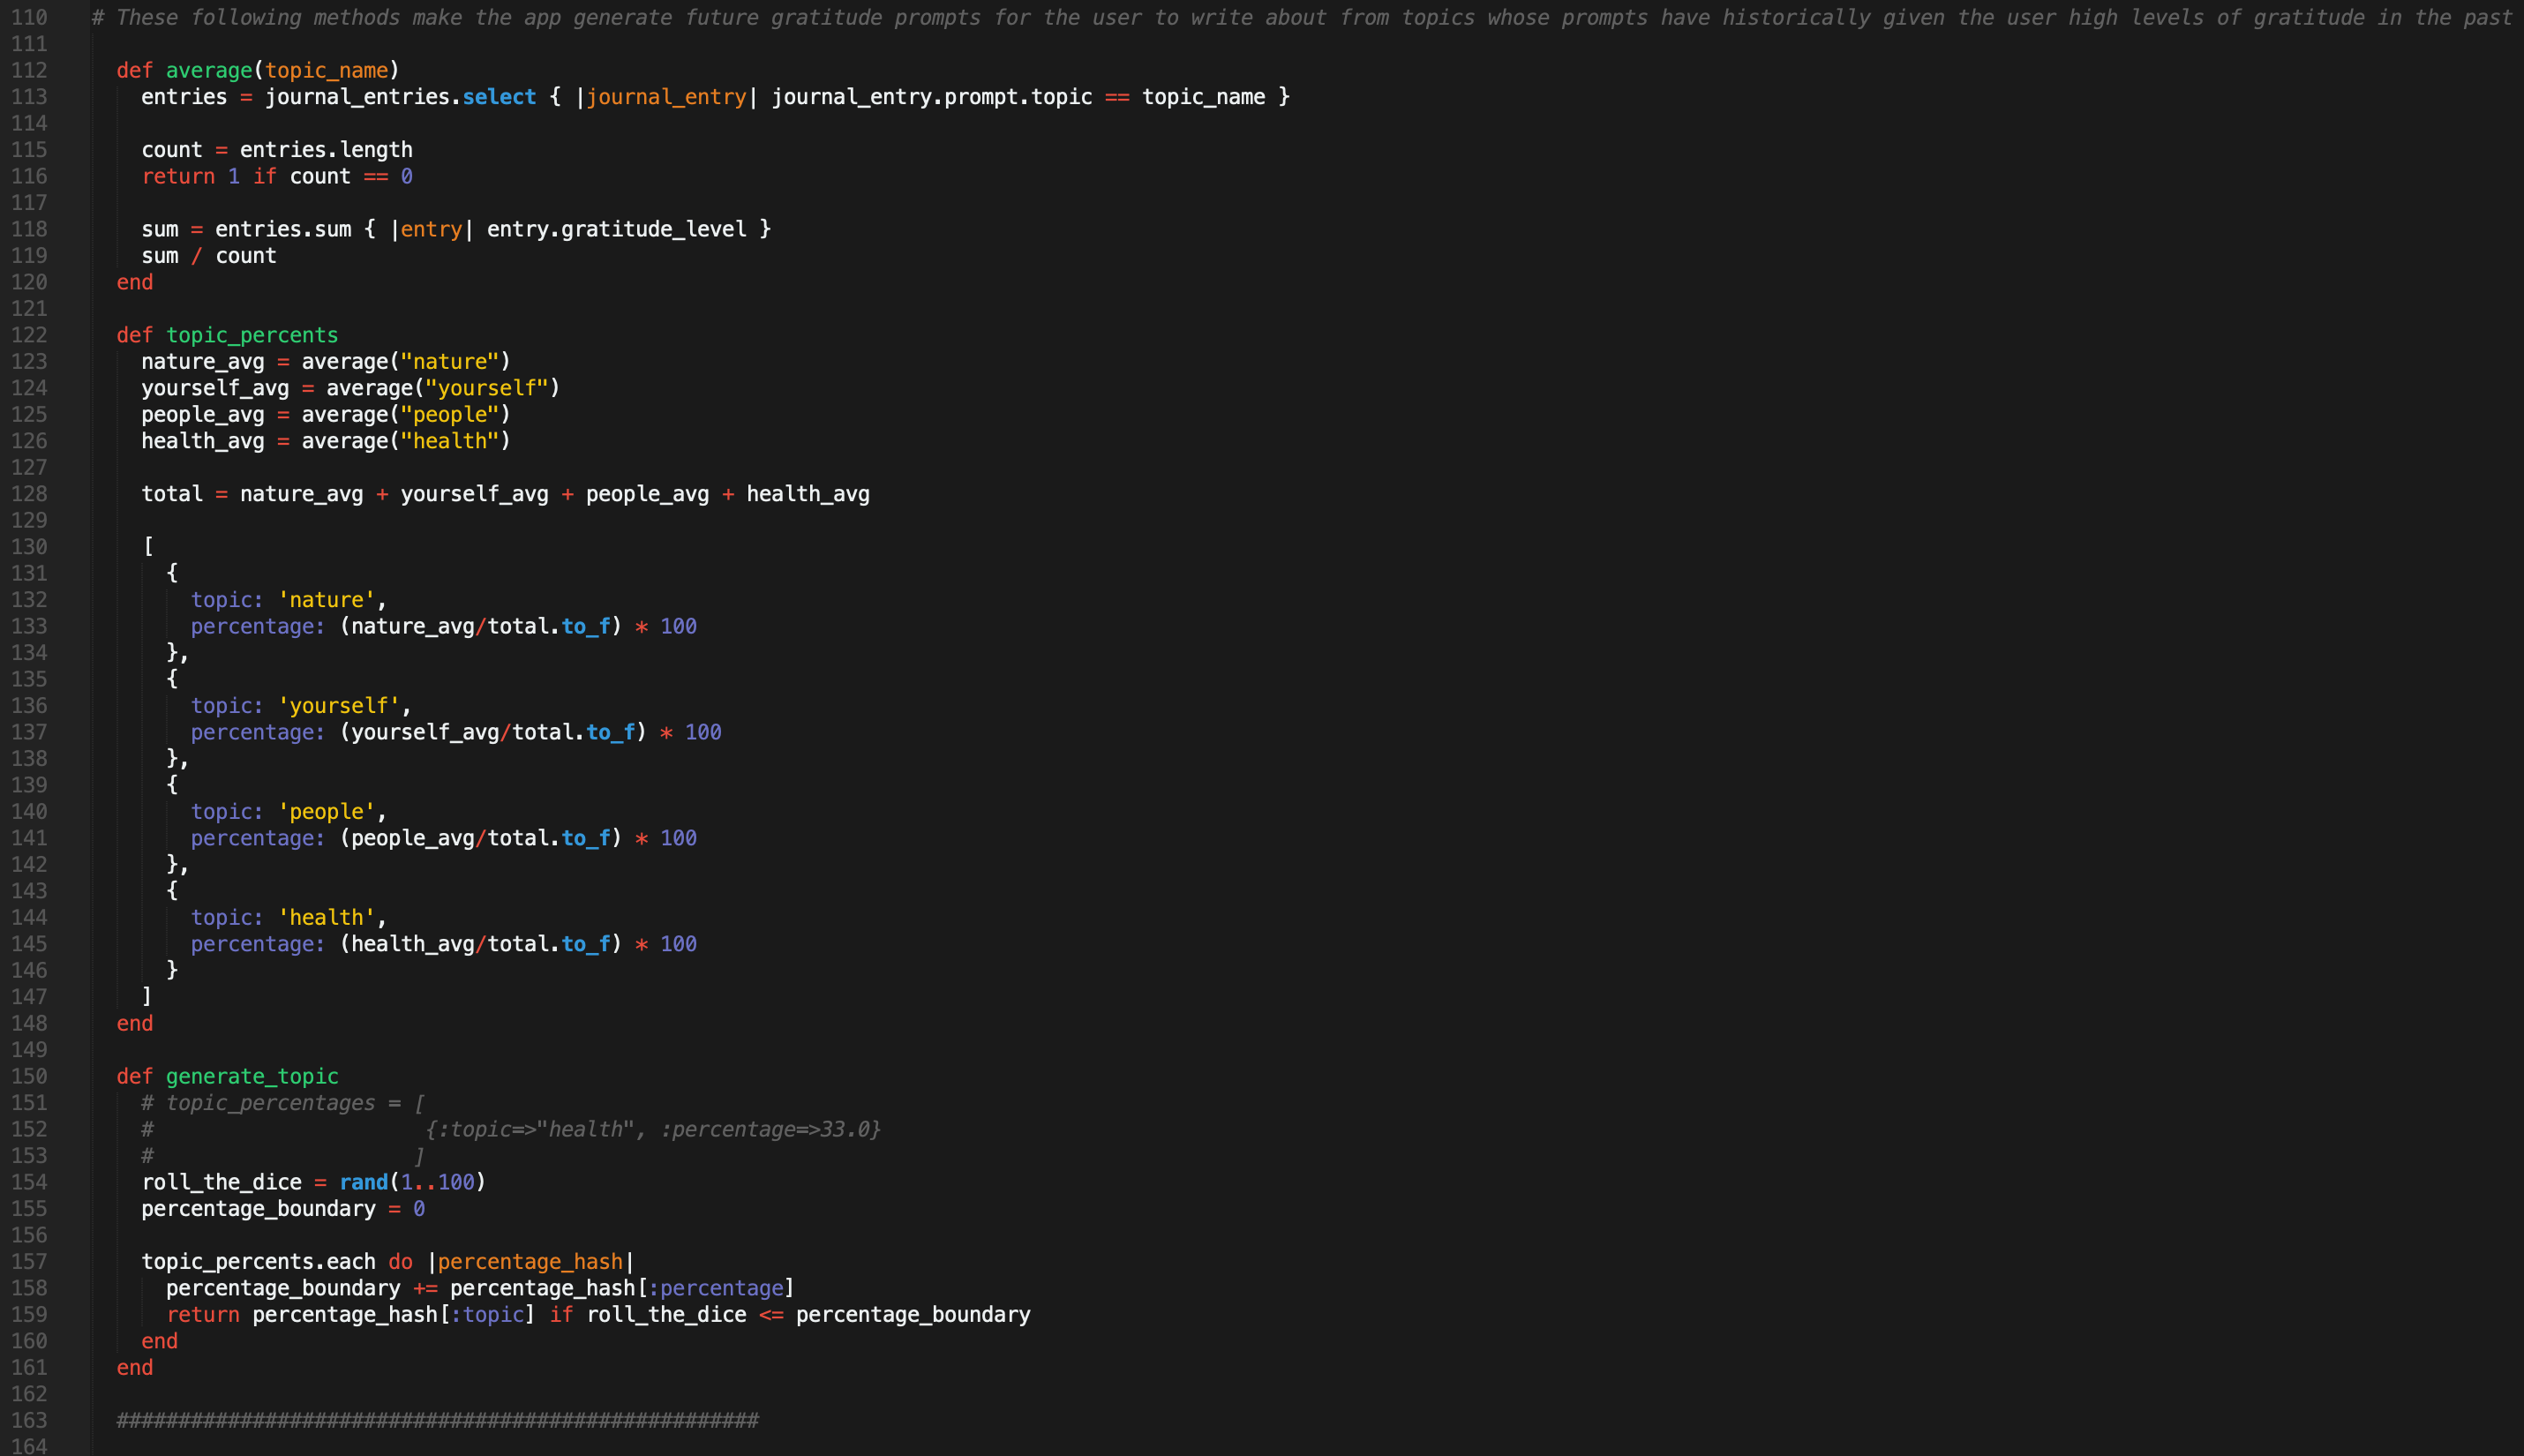 110 # These following methods make the app generate future gratitude prompts for the user to write about from topics whose prompts have historically given the user high levels of gratitude in the past
111
112   def average(topic_name)
113     entries = journal_entries.select { |journal_entry| journal_entry.prompt.topic == topic_name }
114
115     count = entries.length
116     return 1 if count == 0
117
118     sum = entries.sum { |entry| entry.gratitude_level }
119     sum / count
120   end
121
122   def topic_percents
123     nature_avg = average("nature")
124     yourself_avg = average("yourself")
125     people_avg = average("people")
126     health_avg = average("health")
127
128     total = nature_avg + yourself_avg + people_avg + health_avg
129
130     [
131       {
132         topic: 'nature',
133         percentage: (nature_avg/total.to_f) * 100
134       },
135       {
136         topic: 'yourself',
137         percentage: (yourself_avg/total.to_f) * 100
138       },
139       {
140         topic: 'people',
141         percentage: (people_avg/total.to_f) * 100
142       },
143       {
144         topic: 'health',
145         percentage: (health_avg/total.to_f) * 100
146       }
147     ]
148   end
149
150   def generate_topic
151     # topic_percentages = [
152     #                      {:topic=>"health", :percentage=>33.0}
153     #                     ]
154     roll_the_dice = rand(1..100)
155     percentage_boundary = 0
156
157     topic_percents.each do |percentage_hash|
158       percentage_boundary += percentage_hash[:percentage]
159       return percentage_hash[:topic] if roll_the_dice <= percentage_boundary
160     end
161   end
162
163   ####################################################
164